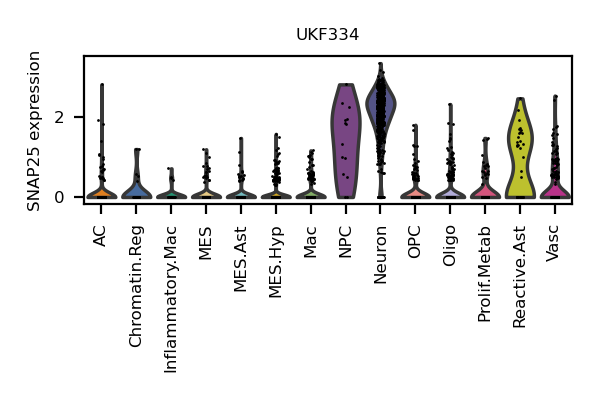 UKF334
SNAP25 expression
2
0
AC
Chromatin.Reg
Inflammatory.Mac
MES
MES.Ast
MES.Hyp
Mac
NPC
Neuron
OPC
Oligo
Prolif.Metab
Reactive.Ast
Vasc